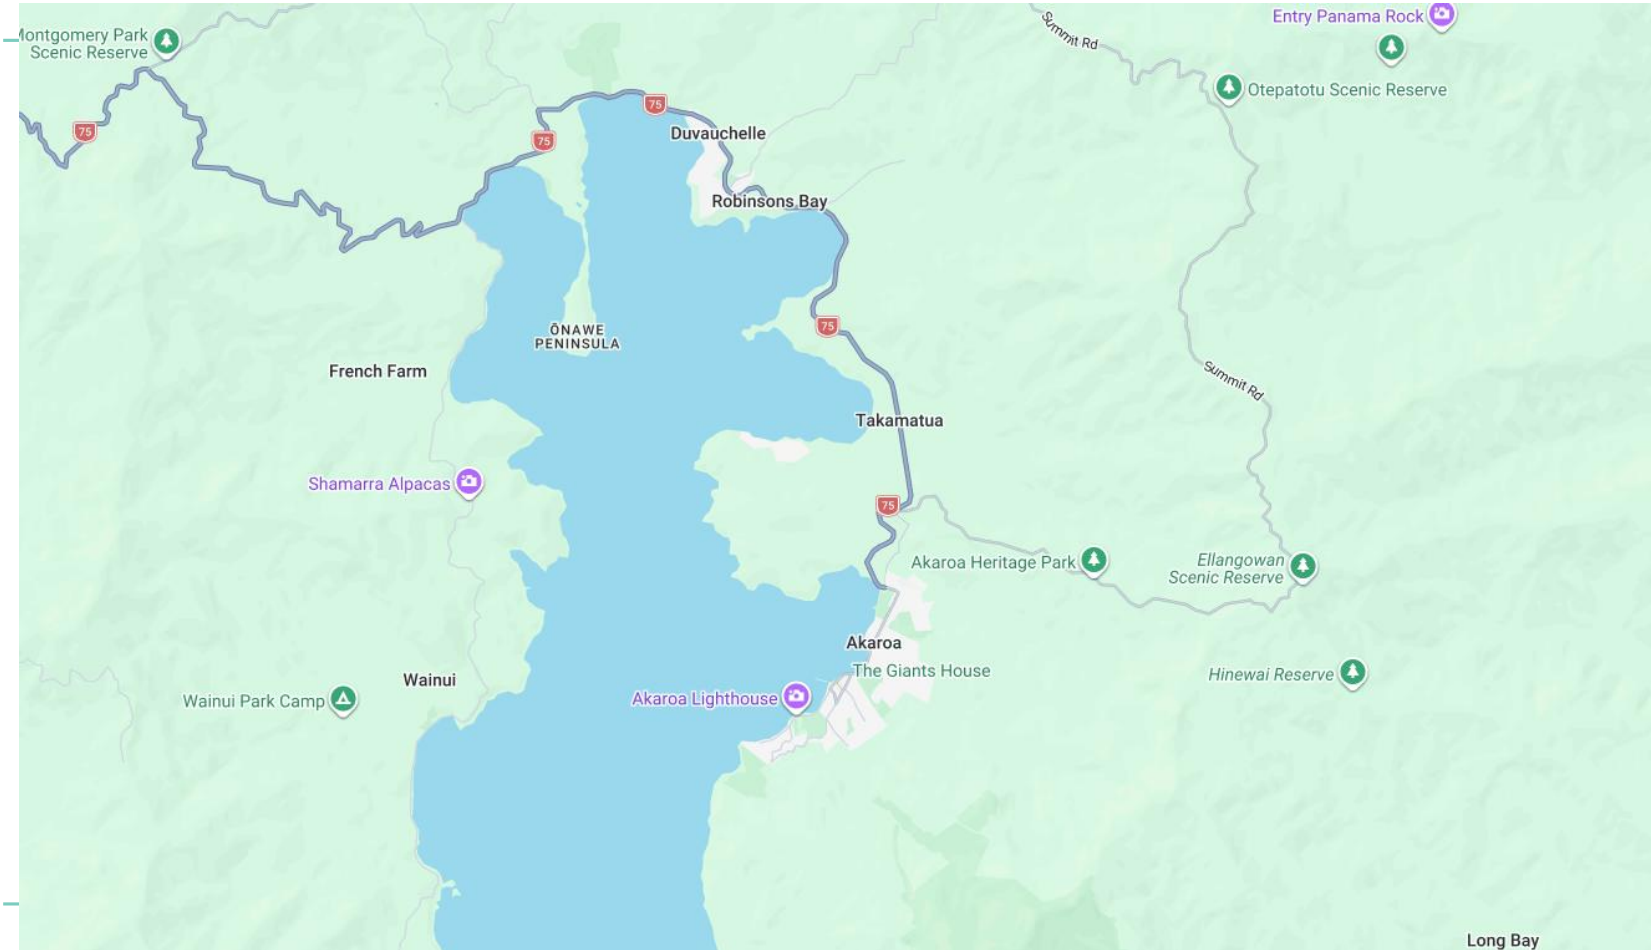 Entry Panama Rock
Summit Rd
Montgomery Park
Scenic Reserve
Otepatotu Scenic Reserve
75
75
75
75
Duvauchelle
Robinsons Bay
75
ŌNAWE
PENINSULA
French Farm
Summit Rd
Takamatua
Shamarra Alpacas
75
Akaroa Heritage Park
Ellangowan
Scenic Reserve
Akaroa
The Giants House
Hinewai Reserve
Wainui
Wainui Park Camp
Akaroa Lighthouse
Long Bay